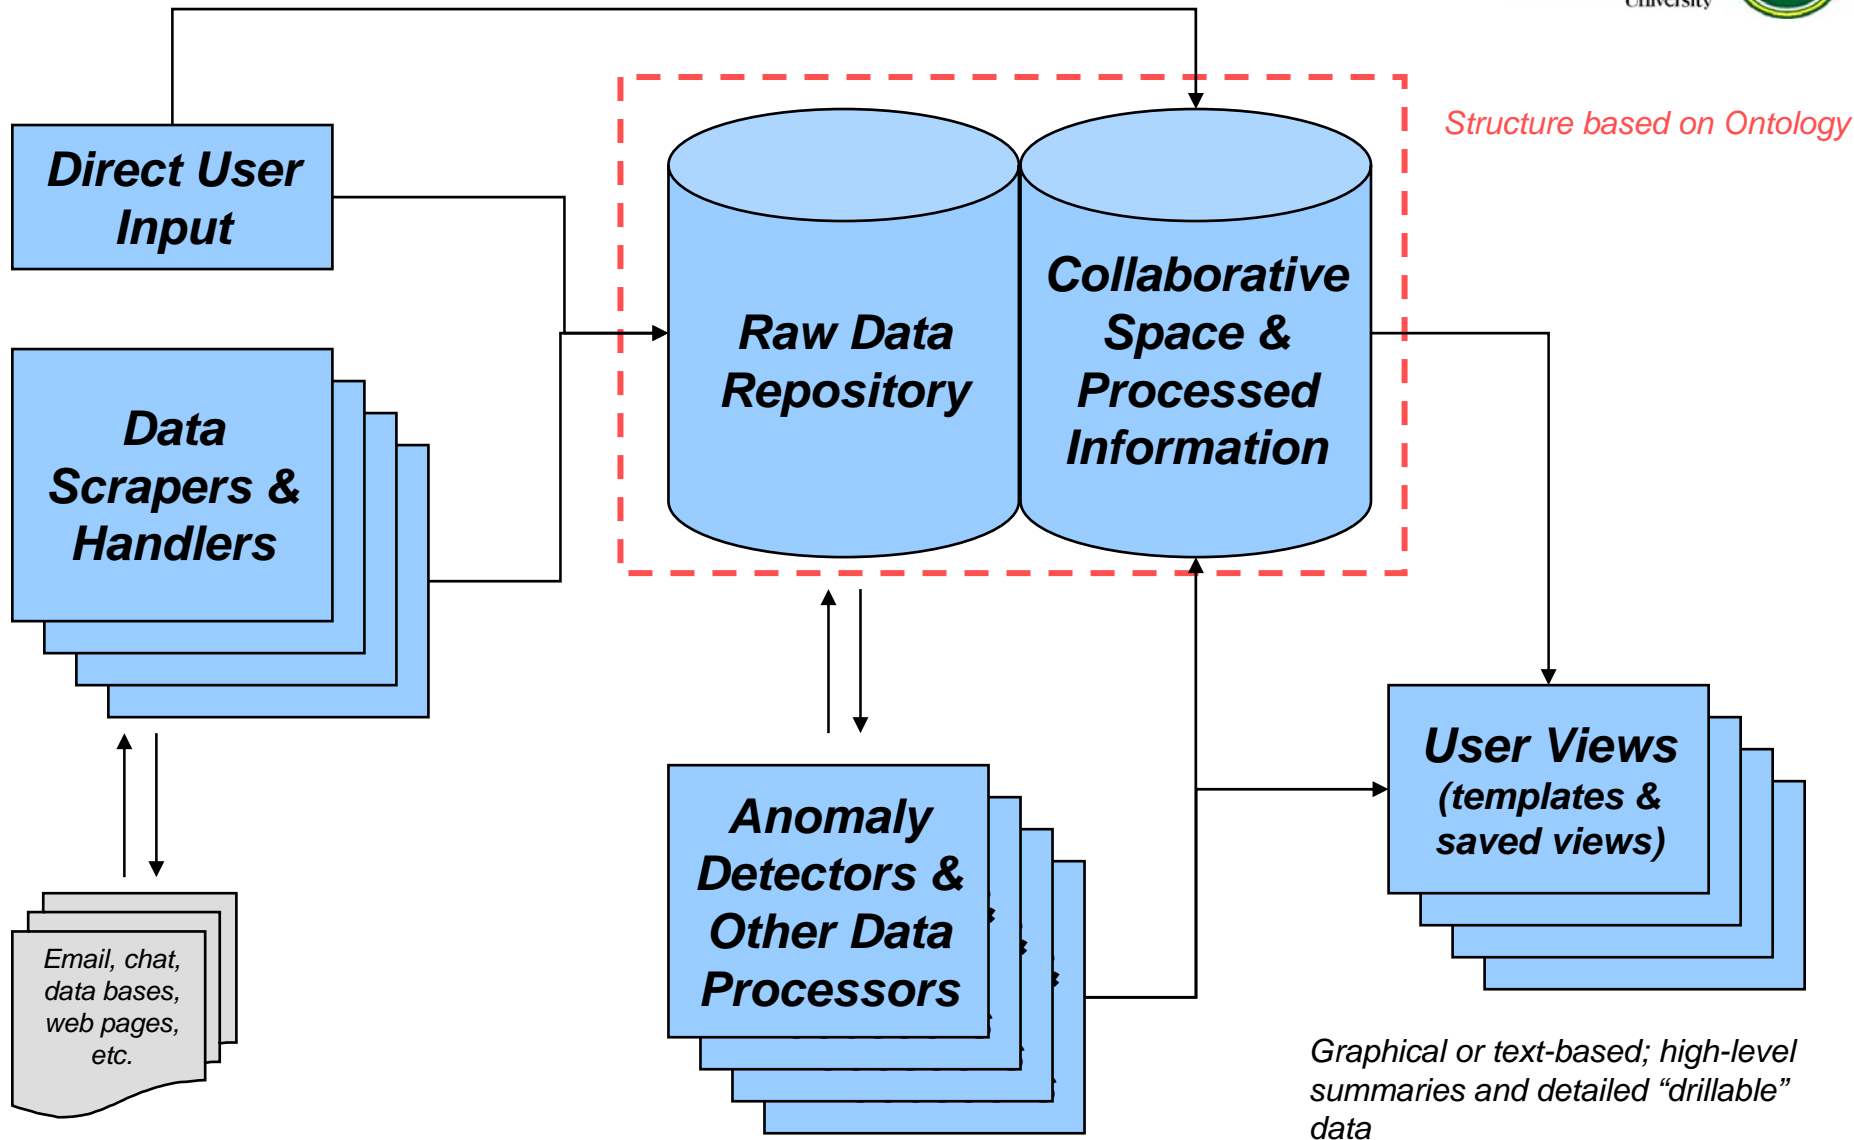 University
Structure based on Ontology
Direct User
Input
Collaborative
Space &
Processed
Information
Raw Data
Repository
Data
Scrapers &
Handlers
User Views
(templates &
saved views)
Anomaly
Detectors &
Other Data
Processors
Email, chat,
data bases,
web pages,
etc.
Graphical or text-based; high-level
summaries and detailed “drillable”
data